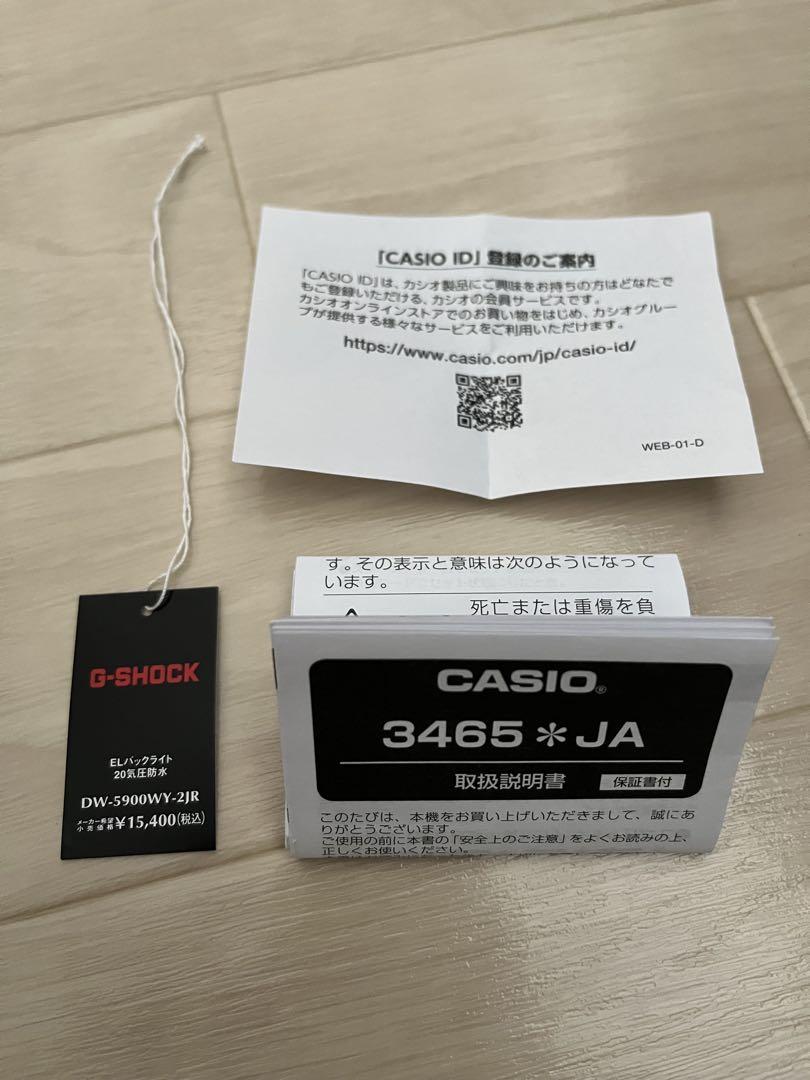 「CASIO ID」登録のご案内
「CASIO ID」は、カシオ製品にご興味をお持ちの方はどなたで
もご登録いただける、カシオの会員サービスです。
カシオオンラインストアでのお買い物をはじめ、カシオグルー
プが提供する様々なサービスをご利用いただけます。
https://www.casio.com/jp/casio-id/
WEB-01-D
G-SHOCK
ELバックライト
20気圧防水
DW-5900WY-2JR
メーカー希望小売価格 ¥15,400(税込)
す。その表示と意味は次のようになって
います。
死亡または重傷を負
CASIO®
3465＊JA
取扱説明書 保証書付
このたびは、本機をお買い上げいただきまして、誠にあ
りがとうございます。
ご使用の前に本書の「安全上のご注意」をよくお読みの上、
正しくお使いください。